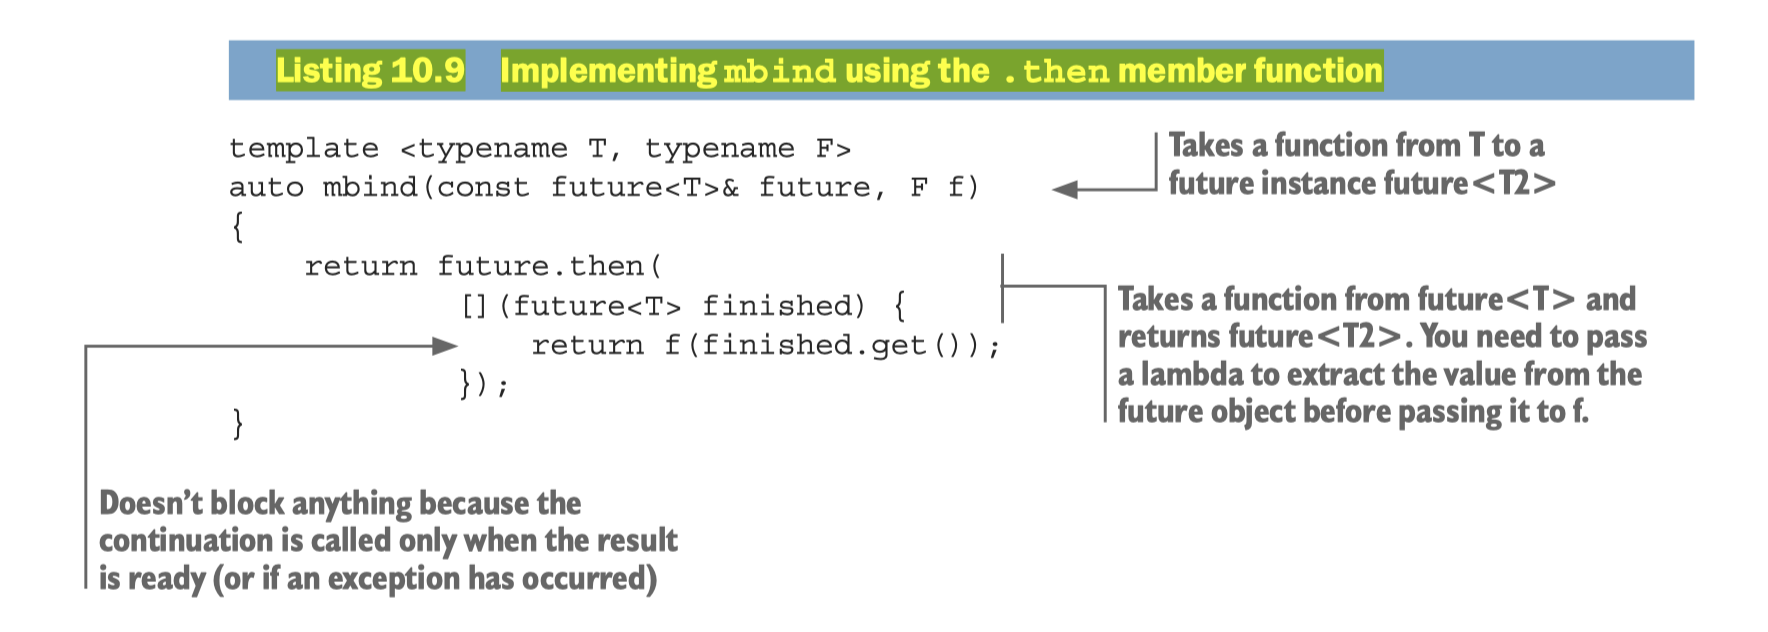 Listing 10.9 Implementing mbind using the .then member function
template <typename T, typename F>
auto mbind(const future<T>& future, F f)
{
    return future.then(
            [](future<T> finished) {
                return f(finished.get());
            });
}
Takes a function from T to a
future instance future<T2>
Takes a function from future<T> and
returns future<T2>. You need to pass
a lambda to extract the value from the
future object before passing it to f.
Doesn't block anything because the
continuation is called only when the result
is ready (or if an exception has occurred)